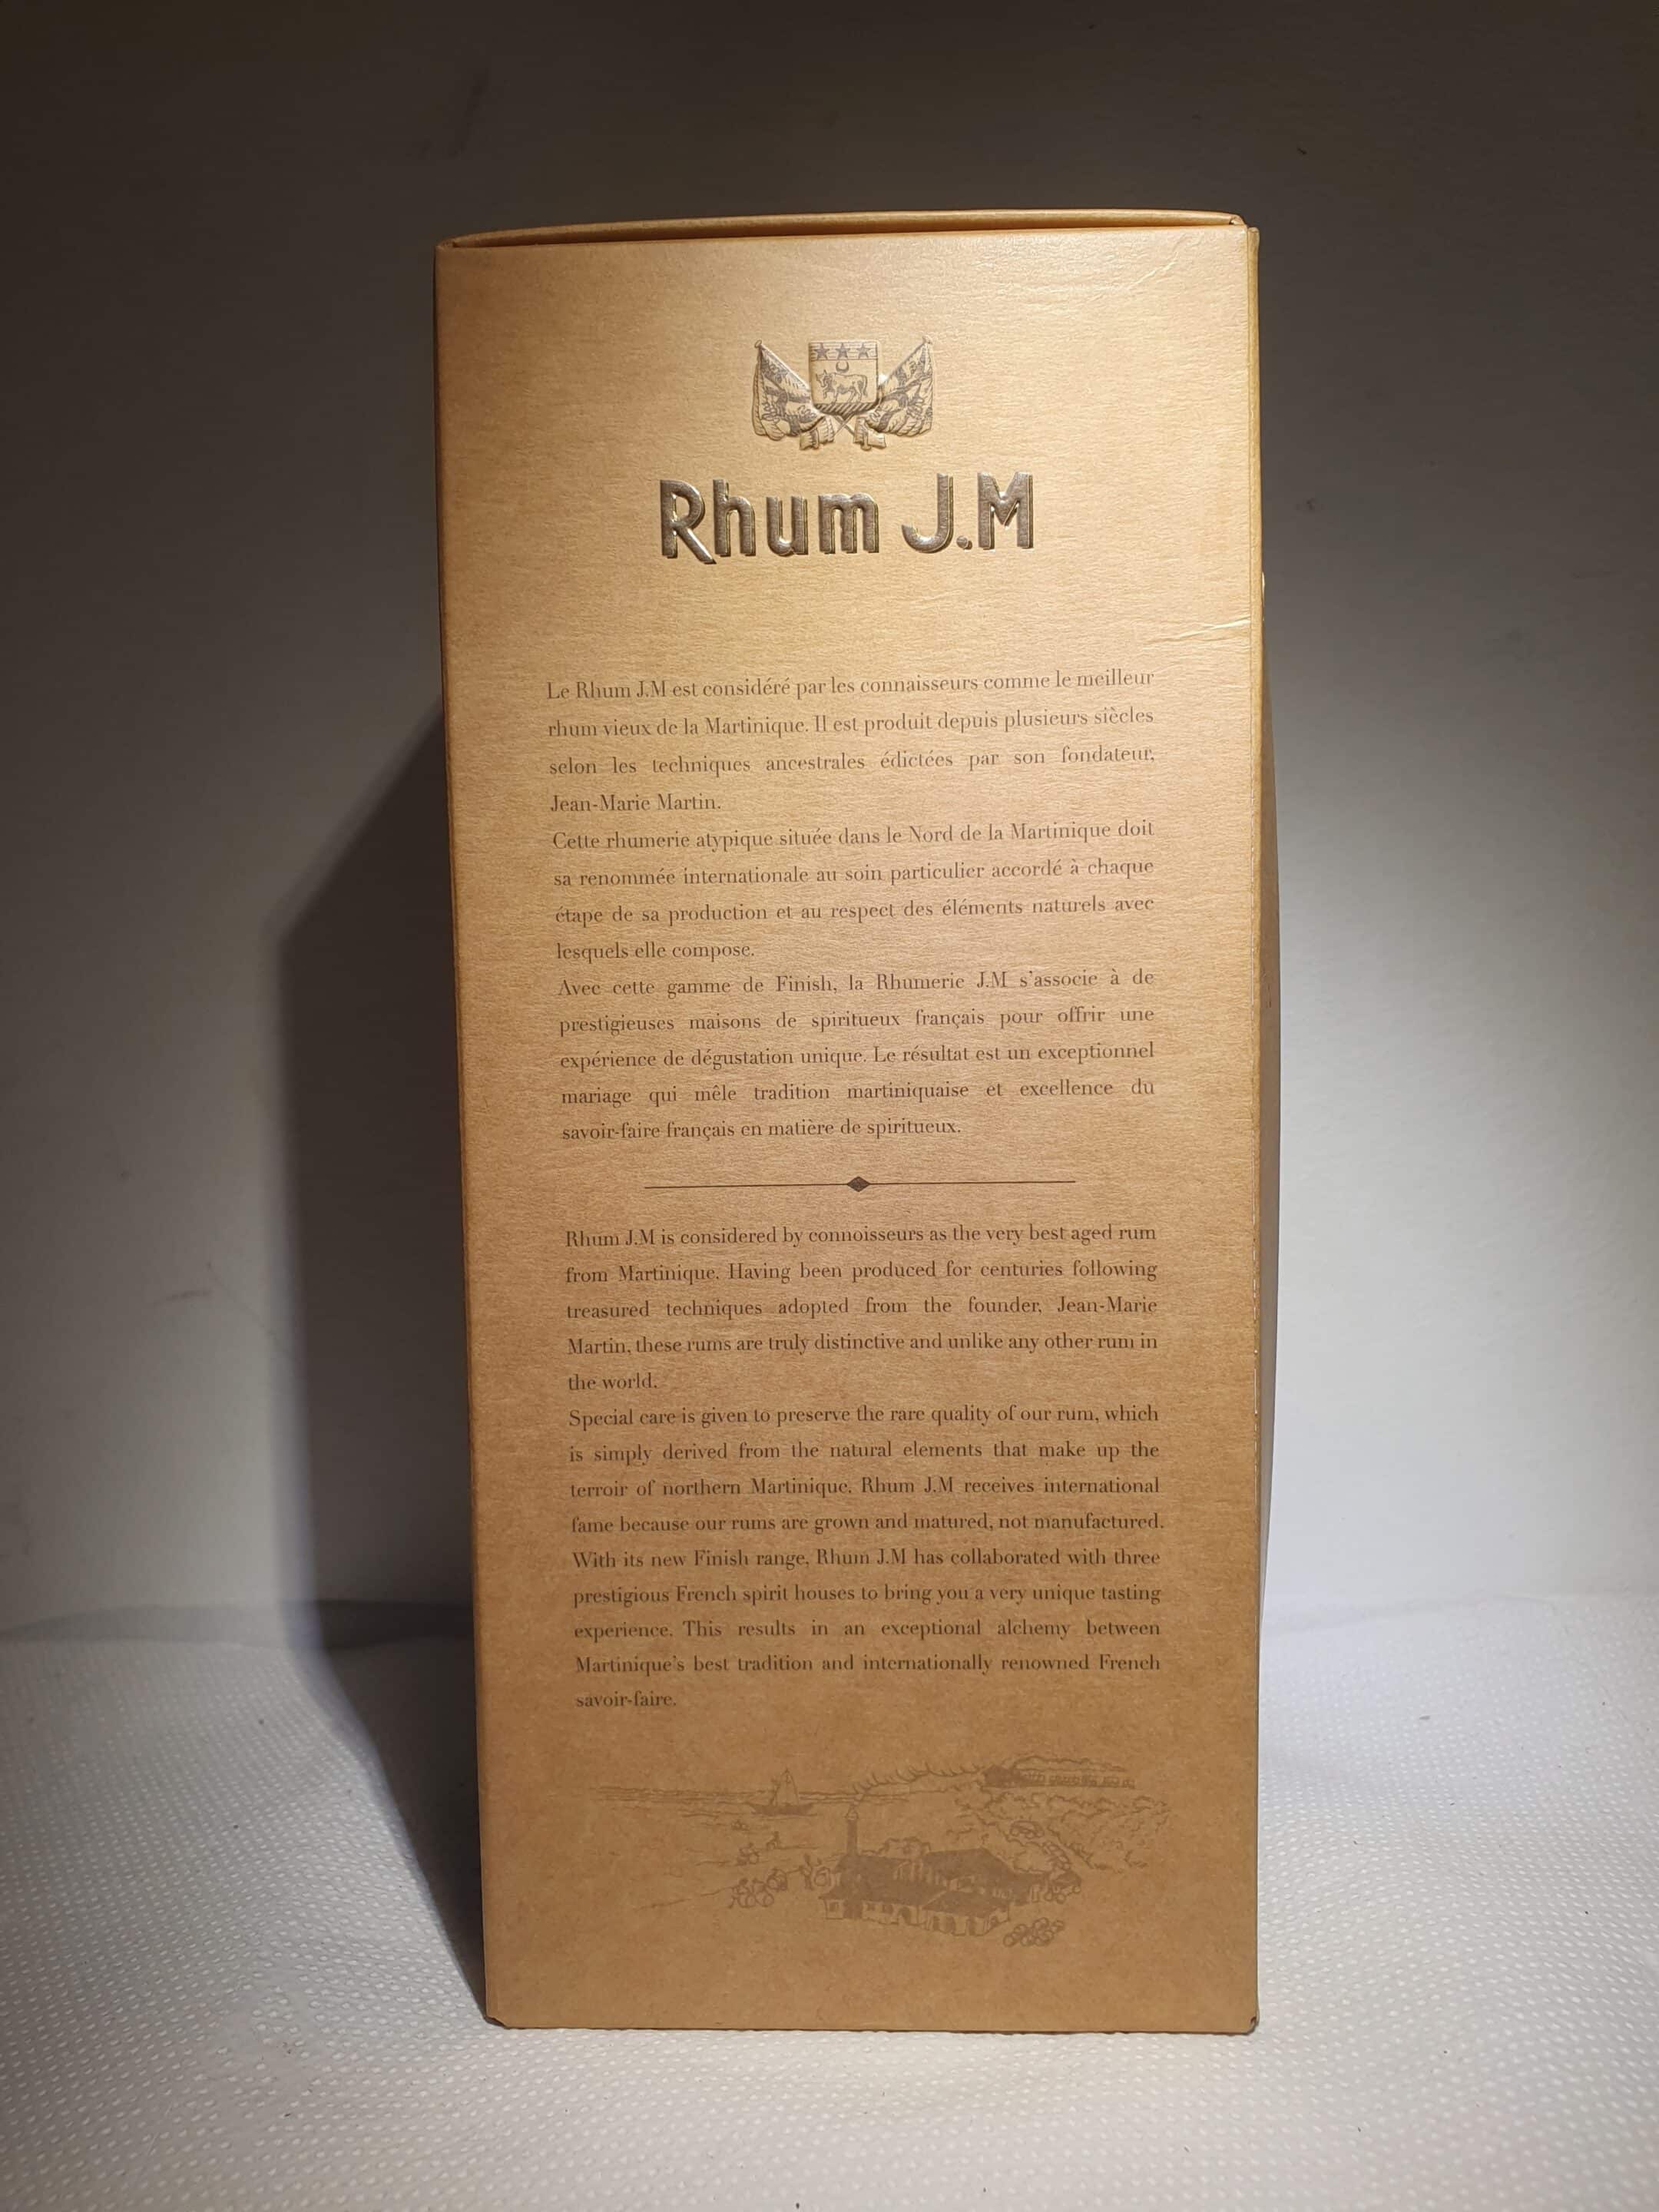 Rhum J.M
Le Rhum J.M est considéré par les connaisseurs comme le meilleur
rhum vieux de la Martinique. Il est produit depuis plusieurs siècles
selon les techniques ancestrales édictées par son fondateur,
Jean-Marie Martin.
Cette rhumerie atypique située dans le Nord de la Martinique doit
sa renommée internationale au soin particulier accordé à chaque
étape de sa production et au respect des éléments naturels avec
lesquels elle compose.
Avec cette gamme de Finish, la Rhumerie J.M s'associe à de
prestigieuses maisons de spiritueux français pour offrir une
expérience de dégustation unique. Le résultat est un exceptionnel
mariage qui mêle tradition martiniquaise et excellence du
savoir-faire français en matière de spiritueux.
Rhum J.M is considered by connoisseurs as the very best aged rum
from Martinique. Having been produced for centuries following
treasured techniques adopted from the founder, Jean-Marie
Martin, these rums are truly distinctive and unlike any other rum in
the world.
Special care is given to preserve the rare quality of our rum, which
is simply derived from the natural elements that make up the
terroir of northern Martinique. Rhum J.M receives international
fame because our rums are grown and matured, not manufactured.
With its new Finish range, Rhum J.M has collaborated with three
prestigious French spirit houses to bring you a very unique tasting
experience. This results in an exceptional alchemy between
Martinique's best tradition and internationally renowned French
savoir-faire.